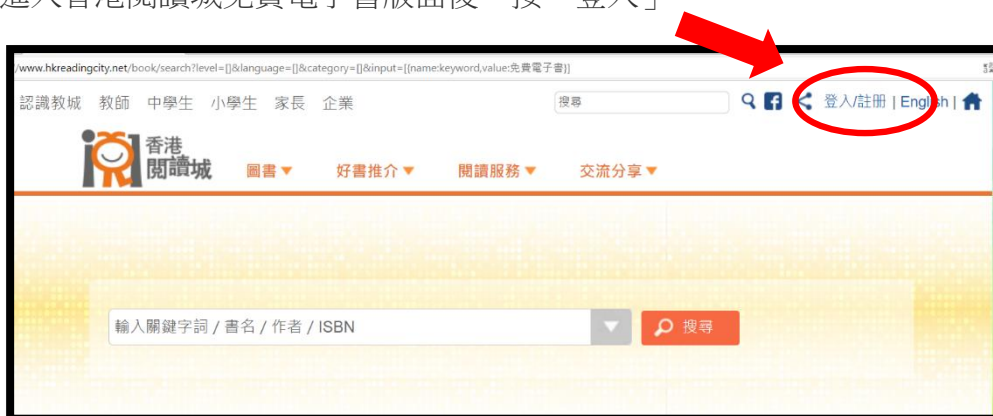 進入香港閱讀城免費電子書版面後，按「登入」
/www.hkreadingcity.net/book/search?level=[]&language=[]&category=[]&input=[{name:keyword,value:免費電子書}]
認識教城 教師 中學生 小學生 家長 企業 搜尋 登入/註冊 | English |
香港
閱讀城 圖書▼ 好書推介▼ 閱讀服務▼ 交流分享▼
輸入關鍵字詞 / 書名 / 作者 / ISBN ▼ 搜尋